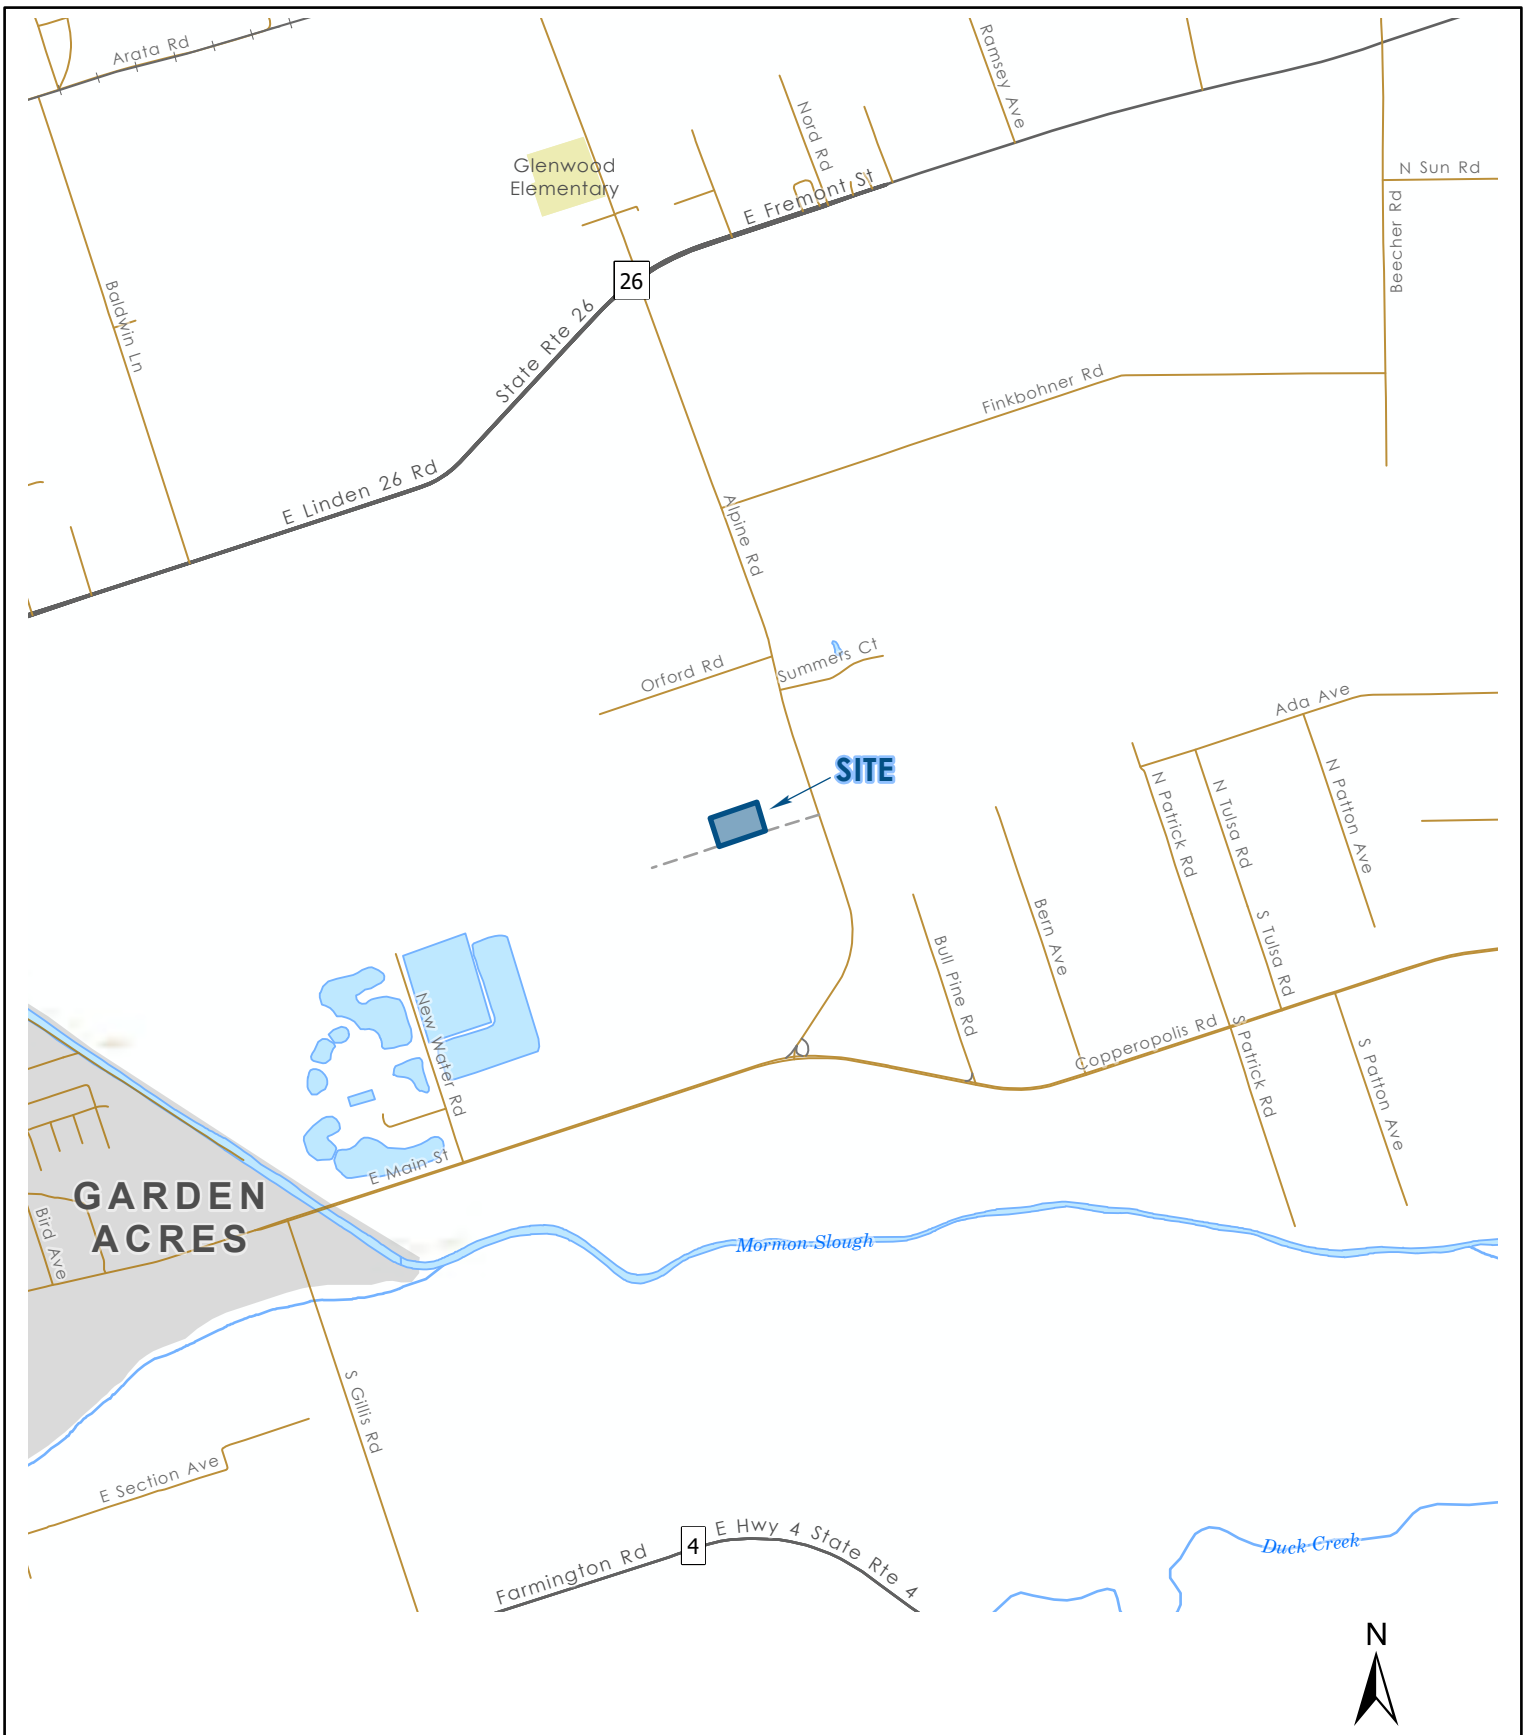 Arata Rd
Ramsey Ave
Nord Rd
Glenwood
Elementary
N Sun Rd
E Fremont St
Beecher Rd
26
Baldwin Ln
State Rte 26
Finkbohner Rd
E Linden 26 Rd
Alpine Rd
Orford Rd
Summers Ct
Ada Ave
SITE
N Patrick Rd
N Tulsa Rd
N Patton Ave
Bern Ave
Bull Pine Rd
S Tulsa Rd
New Water Rd
Copperopolis Rd
S Patrick Rd
S Patton Ave
E Main St
GARDEN
ACRES
Bird Ave
Mormon Slough
S Gillis Rd
E Section Ave
Farmington Rd
4
E Hwy 4 State Rte 4
Duck Creek
N